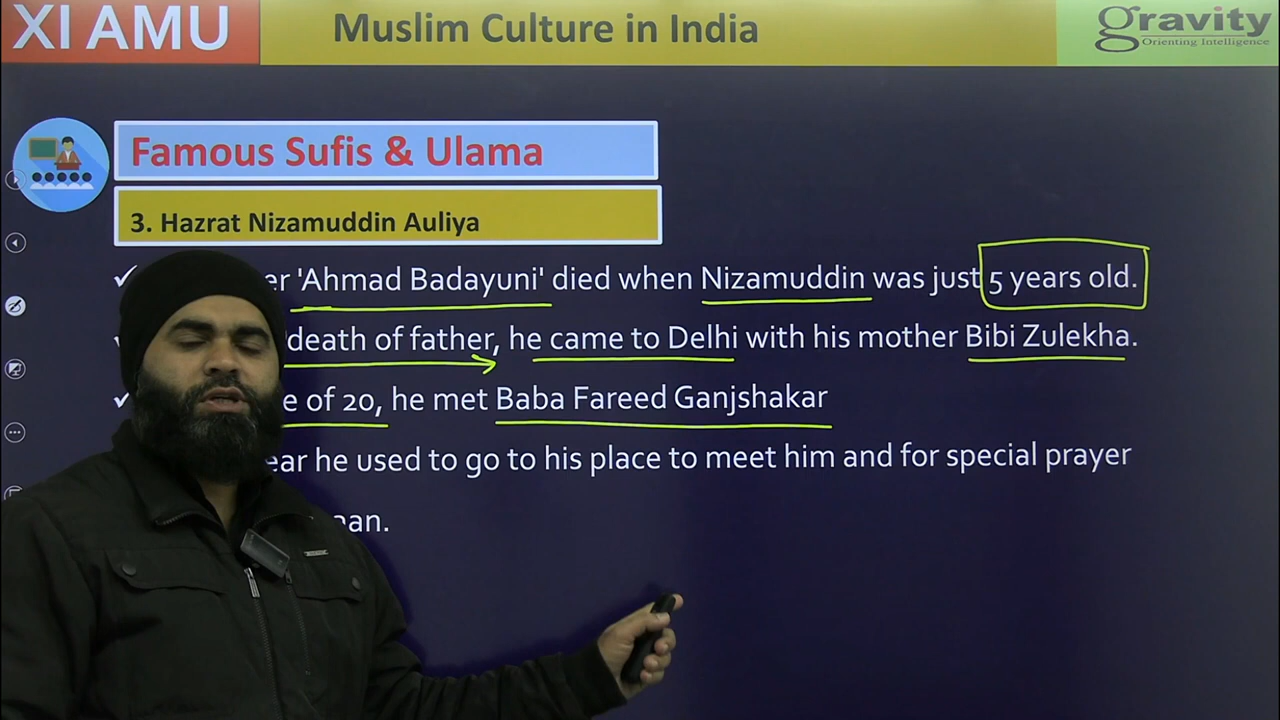 XI AMU
Muslim Culture in India
gravity
Orienting Intelligence
Famous Sufis & Ulama
3. Hazrat Nizamuddin Auliya
'Ahmad Badayuni' died when Nizamuddin was just 5 years old.
death of father, he came to Delhi with his mother Bibi Zulekha.
of 20, he met Baba Fareed Ganjshakar
he used to go to his place to meet him and for special prayer